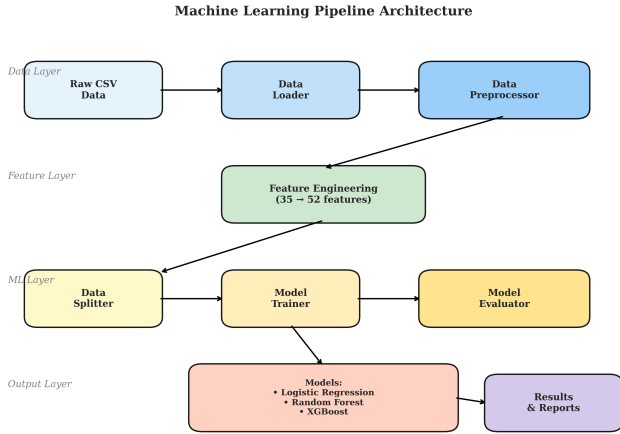 Machine Learning Pipeline Architecture
Data Layer
Raw CSV
Data
Data
Loader
Data
Preprocessor
Feature Layer
Feature Engineering
(35 → 52 features)
ML Layer
Data
Splitter
Model
Trainer
Model
Evaluator
Output Layer
Models:
• Logistic Regression
• Random Forest
• XGBoost
Results
& Reports